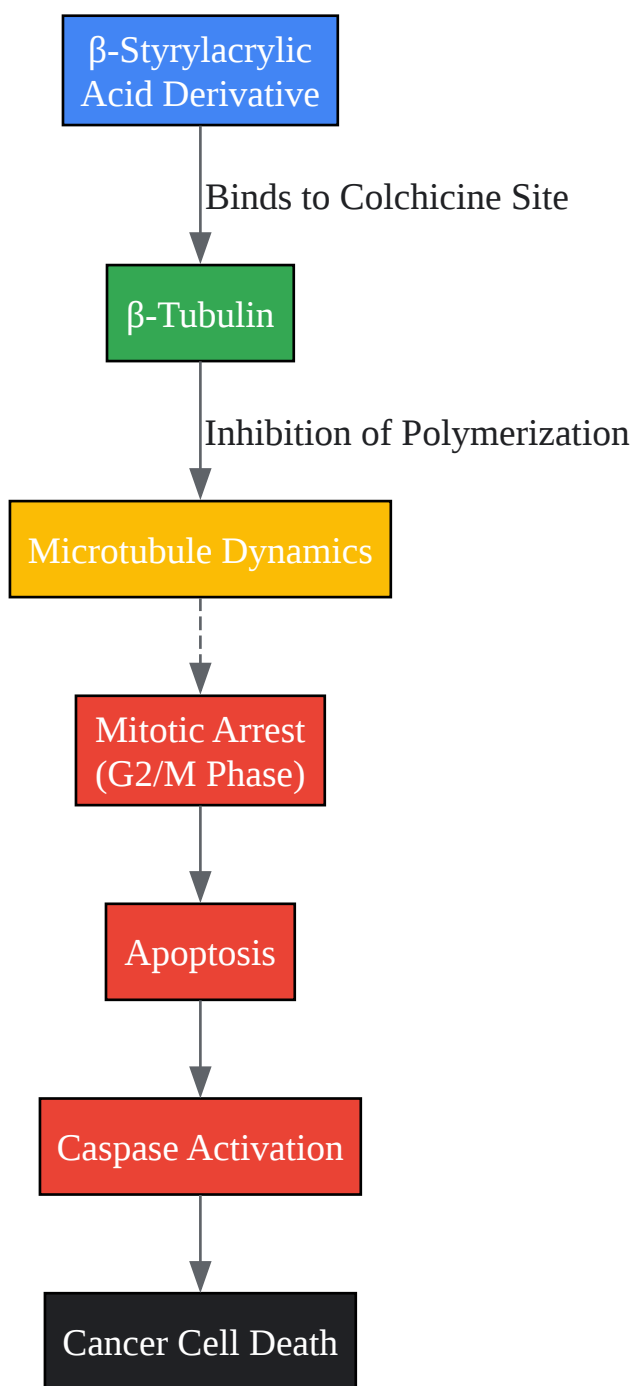 β-Styrylacrylic
Acid Derivative
Binds to Colchicine Site
β-Tubulin
Inhibition of Polymerization
Microtubule Dynamics
Mitotic Arrest
(G2/M Phase)
Apoptosis
Caspase Activation
Cancer Cell Death